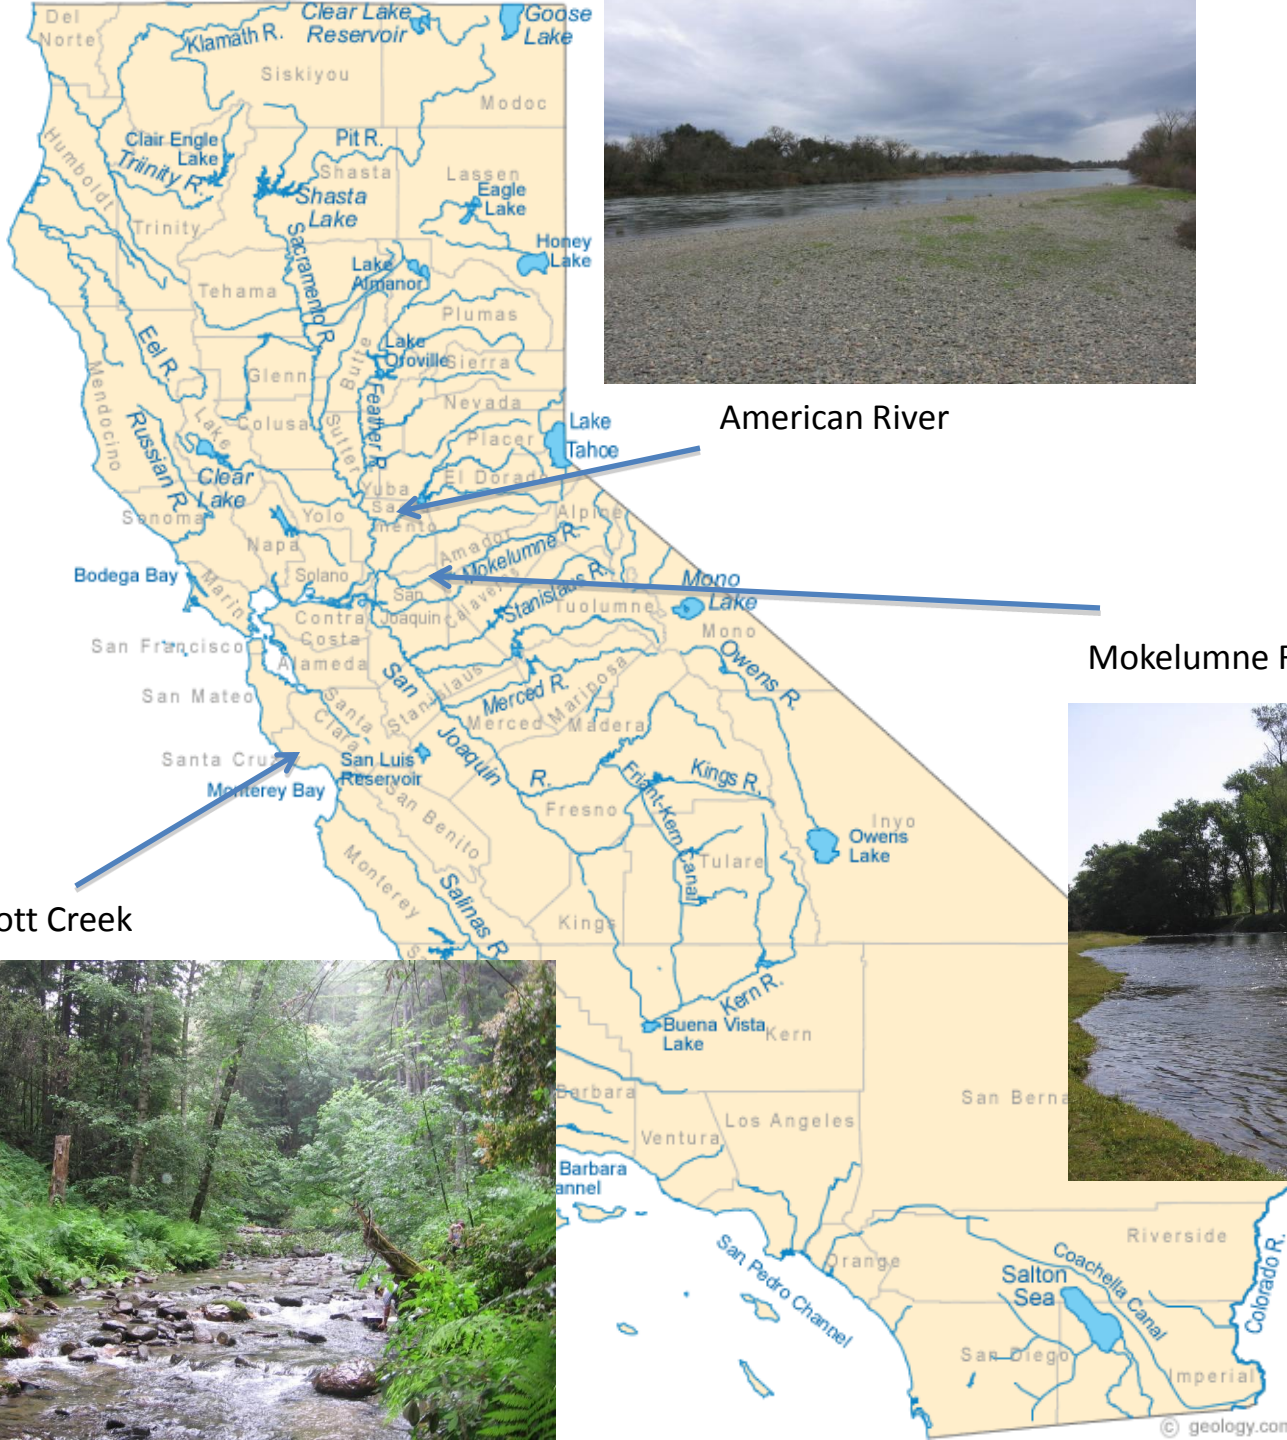 Del
Norte
Klamath R.
Clear Lake
Reservoir
Goose
Lake
Siskiyou
Modoc
Humboldt
Clair Engle
Lake
Triinity R.
Pit R.
Shasta
Shasta
Lake
Lassen
Eagle
Lake
Trinity
Sacramento R.
Honey
Lake
Lake
Almanor
Tehama
Plumas
Eel R.
Butte
Lake
Oroville
Sierra
Mendocino
Glenn
Feather R.
Nevada
American River
Lake
Colusa
Sutter
Placer
Lake
Tahoe
Russian R.
Clear
Lake
El Dorado
Yuba
Sonoma
Yolo
Sa
mento
Alpine
Napa
Amador
Mokelumne R.
Bodega Bay
Marin
Solano
San
Joaquin
Calaveras
Stanislaus R.
Tuolumne
Mono
Lake
Mono
Contra
Costa
San Francisco
Alameda
Mokelumne R
San Mateo
Santa
Clara
San
Joaquin
R.
Stanislaus
Merced R.
Mariposa
Owens R.
Merced
Madera
Santa Cruz
San Luis
Reservoir
Monterey Bay
San Benito
Friant-Kern Canal
Kings R.
Fresno
Inyo
Owens
Lake
Tulare
Monterey
Salinas R.
ott Creek
Kings
S
Kern R.
Buena Vista
Lake
Kern
Barbara
San Berna
Ventura
Los Angeles
Barbara
annel
San Pedro Channel
Orange
Riverside
Coachella Canal
Salton
Sea
Colorado R.
San Diego
Imperial
© geology.com